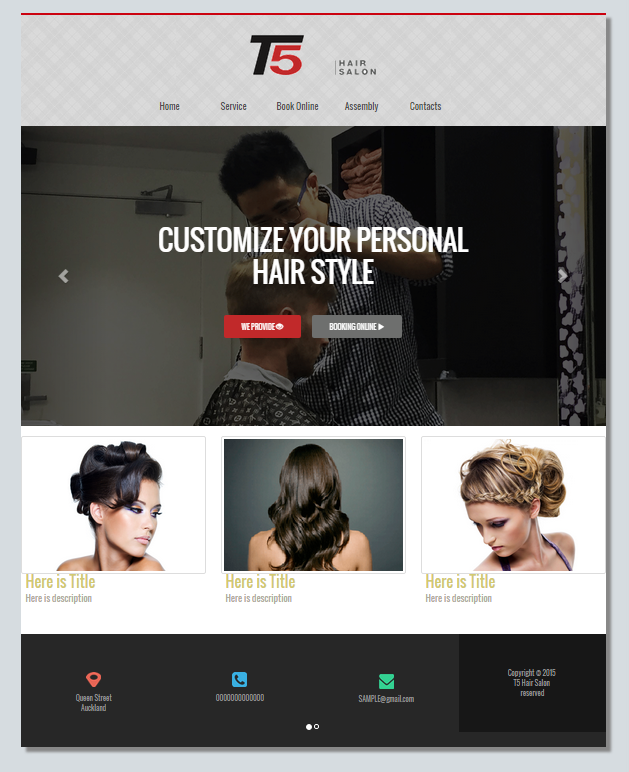 T5
HAIR
SALON
Home Service Book Online Assembly Contacts
CUSTOMIZE YOUR PERSONAL
HAIR STYLE
WE PROVIDE BOOKING ONLINE
Here is Title Here is Title Here is Title
Here is description Here is description Here is description
Queen Street
Auckland
0000000000000
SAMPLE@gmail.com
Copyright © 2015
T5 Hair Salon
reserved